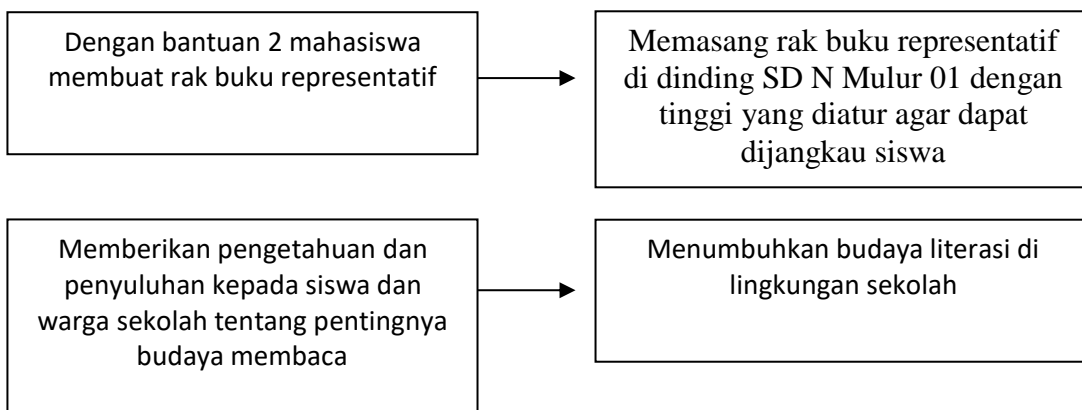 Dengan bantuan 2 mahasiswa
membuat rak buku representatif
Memasang rak buku representatif
di dinding SD N Mulur 01 dengan
tinggi yang diatur agar dapat
dijangkau siswa
Memberikan pengetahuan dan
penyuluhan kepada siswa dan
warga sekolah tentang pentingnya
budaya membaca
Menumbuhkan budaya literasi di
lingkungan sekolah